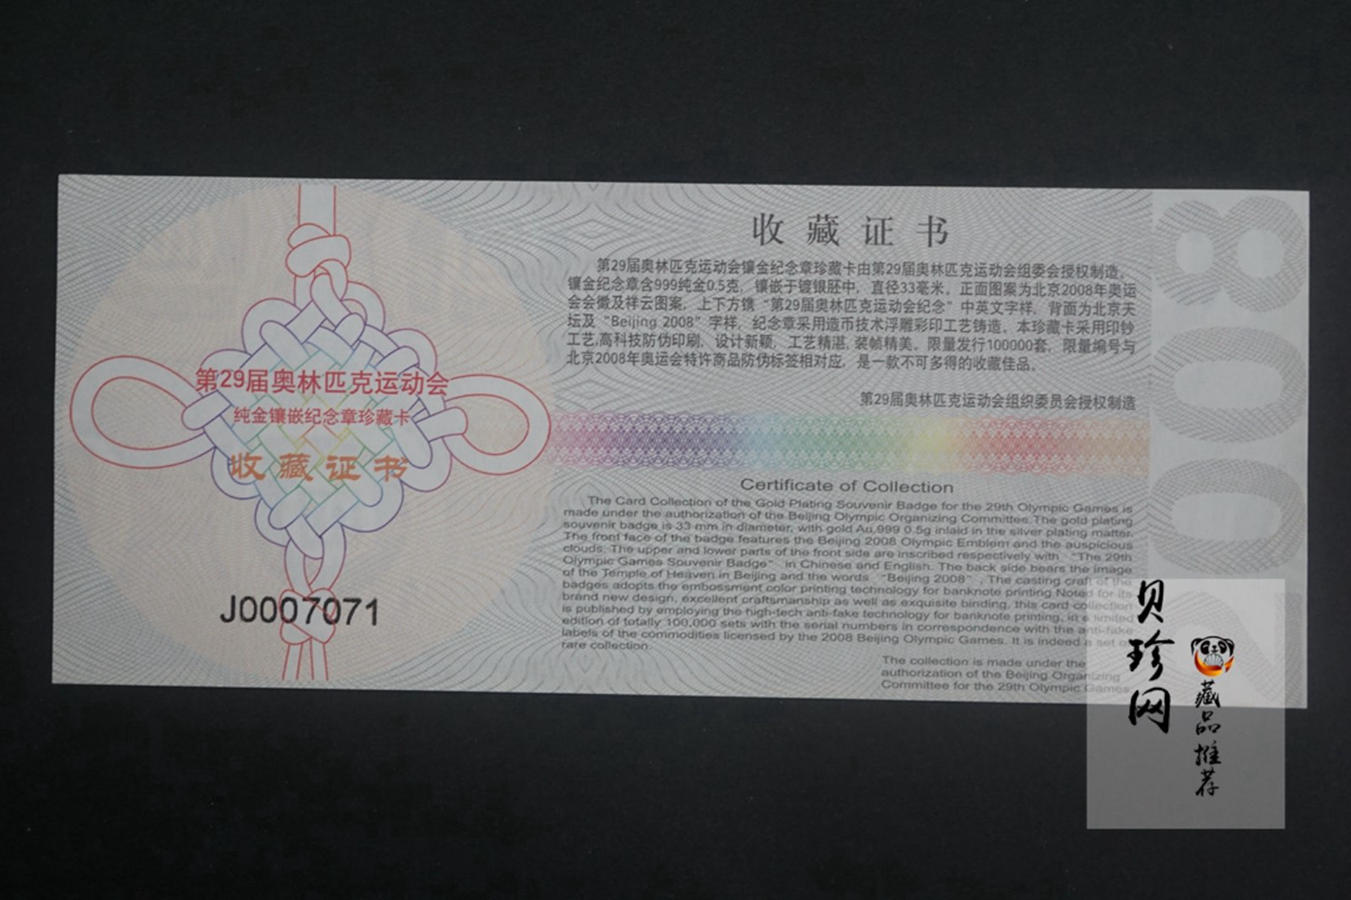 第29届奥林匹克运动会
纯金镶嵌纪念章珍藏卡
收藏证书
J0007071
收藏证书
第29届奥林匹克运动会镶金纪念章珍藏卡由第29届奥林匹克运动会组委会授权制造。
镶金纪念章含999纯金0.5克，镶嵌于镀银胚中，直径33毫米。正面图案为北京2008年奥运
会会徽及祥云图案，上下方镌“第29届奥林匹克运动会纪念”中英文字样，背面为北京天
坛及“Beijing 2008”字样，纪念章采用造币技术浮雕彩印工艺铸造。本珍藏卡采用印钞
工艺,高科技防伪印刷，设计新颖，工艺精湛,装帧精美。限量发行100000套，限量编号与
北京2008年奥运会特许商品防伪标签相对应，是一款不可多得的收藏佳品。
第29届奥林匹克运动会组织委员会授权制造
Certificate of Collection
The Card Collection of the Gold Plating Souvenir Badge for the 29th Olympic Games is
made under the authorization of the Beijing Olympic Organizing Committee.The gold plating
souvenir badge is 33 mm in diameter, with gold Au,999 0.5g inlaid in the silver plating matter.
The front face of the badge features the Beijing 2008 Olympic Emblem and the auspicious
clouds. The upper and lower parts of the front side are inscribed respectively with “The 29th
Olympic Games Souvenir Badge” in Chinese and English. The back side bears the image
of the Temple of Heaven in Beijing and the words “Beijing 2008”, The casting craft of the
badges adopts the embossment color printing technology for banknote printing Noted for its
brand new design, excellent craftsmanship as well as exquisite binding, this card collection
is published by employing the high-tech anti-fake technology for banknote printing, in a limited
edition of totally 100,000 sets with the serial numbers in correspondence with the anti-fake
labels of the commodities licensed by the 2008 Beijing Olympic Games. It is indeed a set of
rare collection.
The collection is made under the
authorization of the Beijing Organizing
Committee for the 29th Olympic Games.
2008
贝珍网
藏品推荐